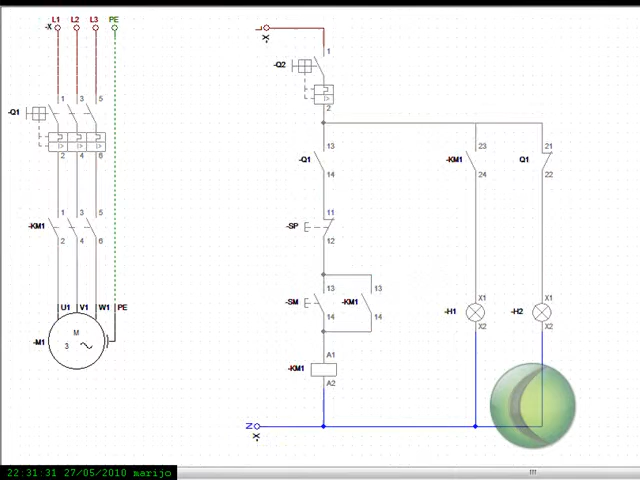 L1 L2 L3 PE
-X
L
-X
-Q2
1
2
-Q1
1 3 5
2 4 6
-Q1
13
14
-KM1
23
24
Q1
21
22
-KM1
1 3 5
2 4 6
-SP
11
12
-SM
13
14
-KM1
13
14
-H1
X1
X2
-H2
X1
X2
U1 V1 W1 PE
-M1
M
3
-KM1
A1
A2
N
-X
22:31:31 27/05/2010 marijo